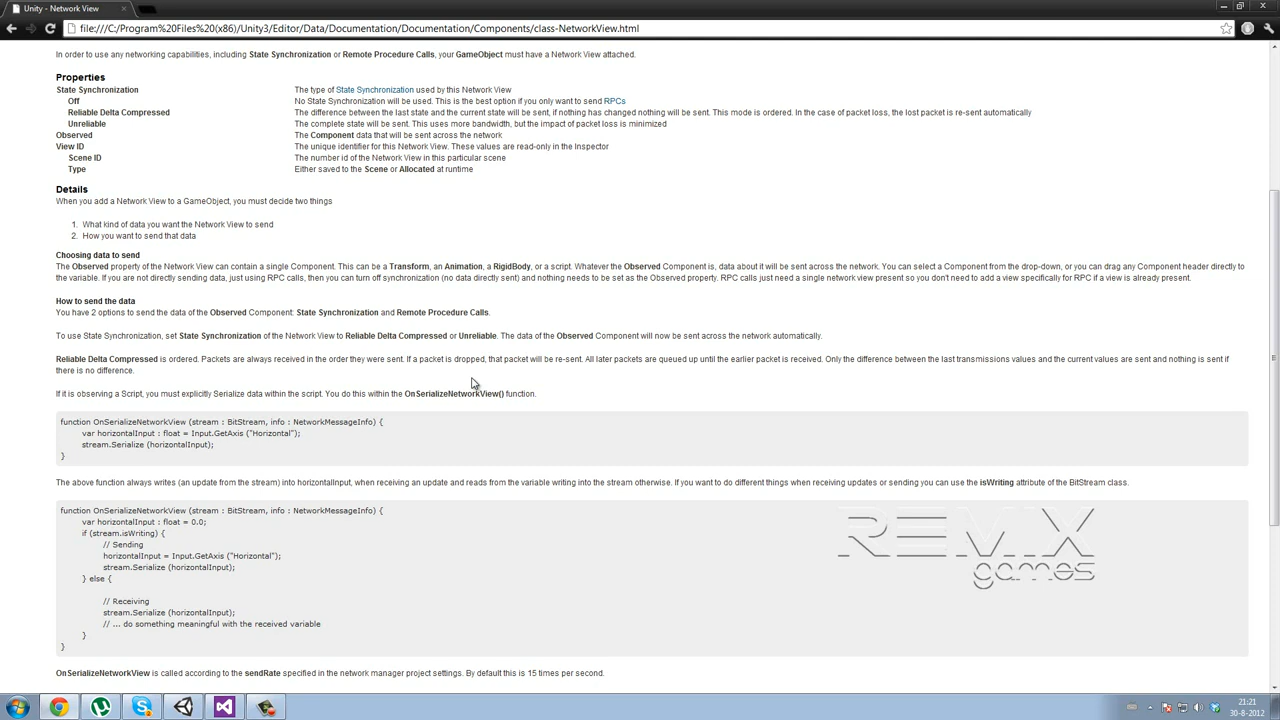 Unity - Network View
file:///C:/Program%20Files%20(x86)/Unity3/Editor/Data/Documentation/Documentation/Components/class-NetworkView.html
In order to use any networking capabilities, including State Synchronization or Remote Procedure Calls, your GameObject must have a Network View attached.
Properties
State Synchronization The type of State Synchronization used by this Network View
Off No State Synchronization will be used. This is the best option if you only want to send RPCs
Reliable Delta Compressed The difference between the last state and the current state will be sent, if nothing has changed nothing will be sent. This mode is ordered. In the case of packet loss, the lost packet is re-sent automatically
Unreliable The complete state will be sent. This uses more bandwidth, but the impact of packet loss is minimized
Observed The Component data that will be sent across the network
View ID The unique identifier for this Network View. These values are read-only in the Inspector
Scene ID The number id of the Network View in this particular scene
Type Either saved to the Scene or Allocated at runtime
Details
When you add a Network View to a GameObject, you must decide two things
1. What kind of data you want the Network View to send
2. How you want to send that data
Choosing data to send
The Observed property of the Network View can contain a single Component. This can be a Transform, an Animation, a RigidBody, or a script. Whatever the Observed Component is, data about it will be sent across the network. You can select a Component from the drop-down, or you can drag any Component header directly to
the variable. If you are not directly sending data, just using RPC calls, then you can turn off synchronization (no data directly sent) and nothing needs to be set as the Observed property. RPC calls just need a single network view present so you don't need to add a view specifically for RPC if a view is already present.
How to send the data
You have 2 options to send the data of the Observed Component: State Synchronization and Remote Procedure Calls.
To use State Synchronization, set State Synchronization of the Network View to Reliable Delta Compressed or Unreliable. The data of the Observed Component will now be sent across the network automatically.
Reliable Delta Compressed is ordered. Packets are always received in the order they were sent. If a packet is dropped, that packet will be re-sent. All later packets are queued up until the earlier packet is received. Only the difference between the last transmissions values and the current values are sent and nothing is sent if
there is no difference.
If it is observing a Script, you must explicitly Serialize data within the script. You do this within the OnSerializeNetworkView() function.
function OnSerializeNetworkView (stream : BitStream, info : NetworkMessageInfo) {
var horizontalInput : float = Input.GetAxis ("Horizontal");
stream.Serialize (horizontalInput);
}
The above function always writes (an update from the stream) into horizontalInput, when receiving an update and reads from the variable writing into the stream otherwise. If you want to do different things when receiving updates or sending you can use the isWriting attribute of the BitStream class.
function OnSerializeNetworkView (stream : BitStream, info : NetworkMessageInfo) {
var horizontalInput : float = 0.0;
if (stream.isWriting) {
// Sending
horizontalInput = Input.GetAxis ("Horizontal");
stream.Serialize (horizontalInput);
} else {
// Receiving
stream.Serialize (horizontalInput);
// ... do something meaningful with the received variable
}
}
REMIX
games
OnSerializeNetworkView is called according to the sendRate specified in the network manager project settings. By default this is 15 times per second.
21:21
30-8-2012